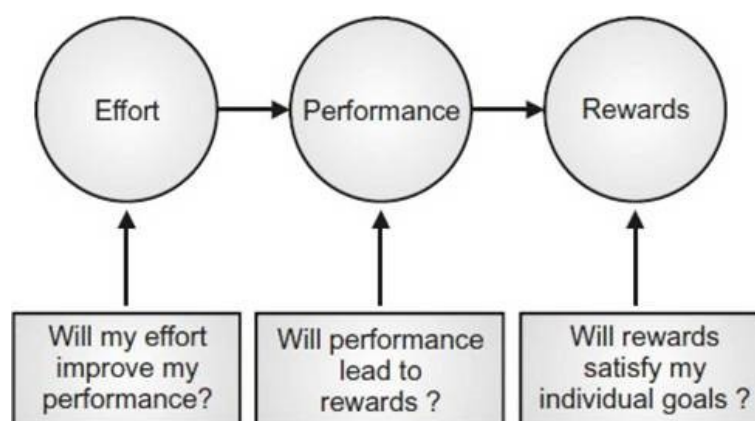 Effort
Performance
Rewards
Will my effort
improve my
performance?
Will performance
lead to
rewards ?
Will rewards
satisfy my
individual goals ?